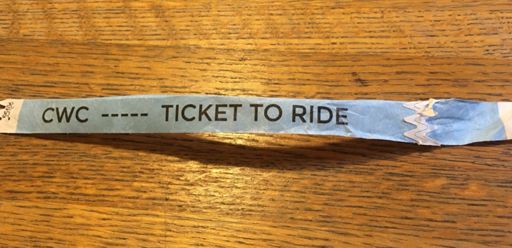 CWC ----- TICKET TO RIDE